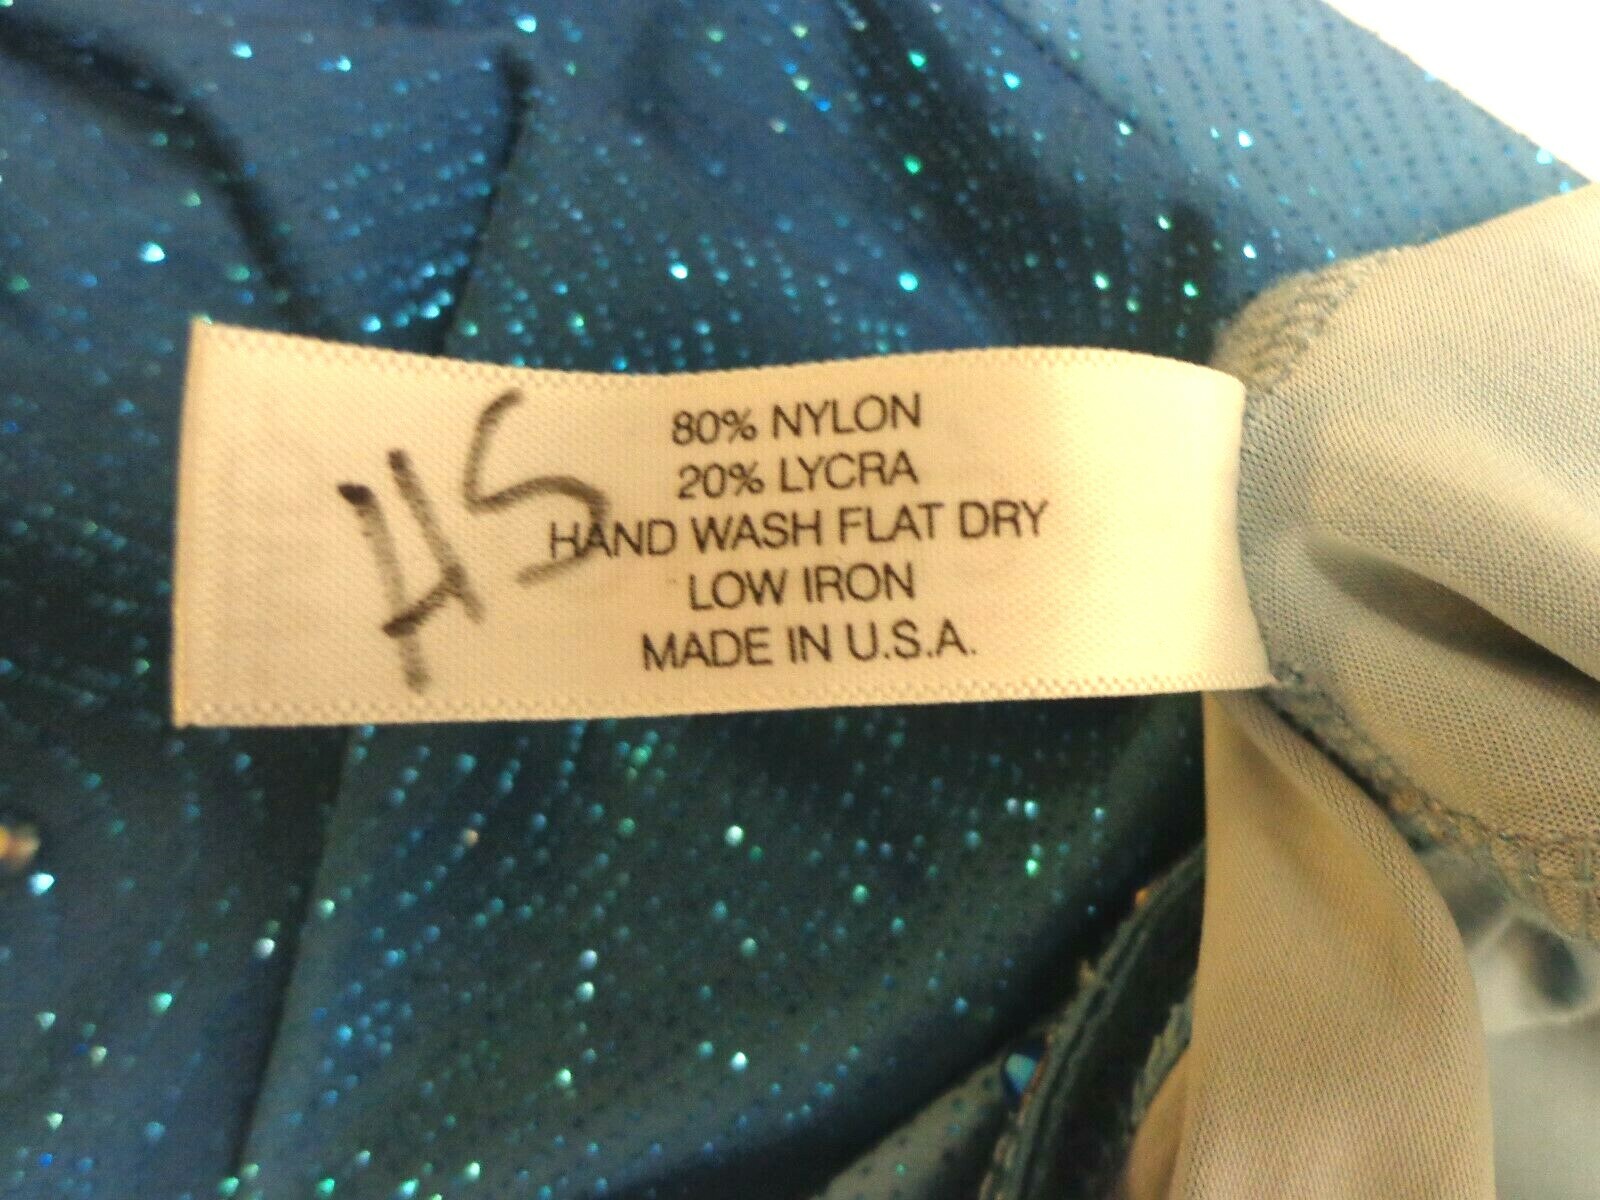 HS
80% NYLON
20% LYCRA
HAND WASH FLAT DRY
LOW IRON
MADE IN U.S.A.